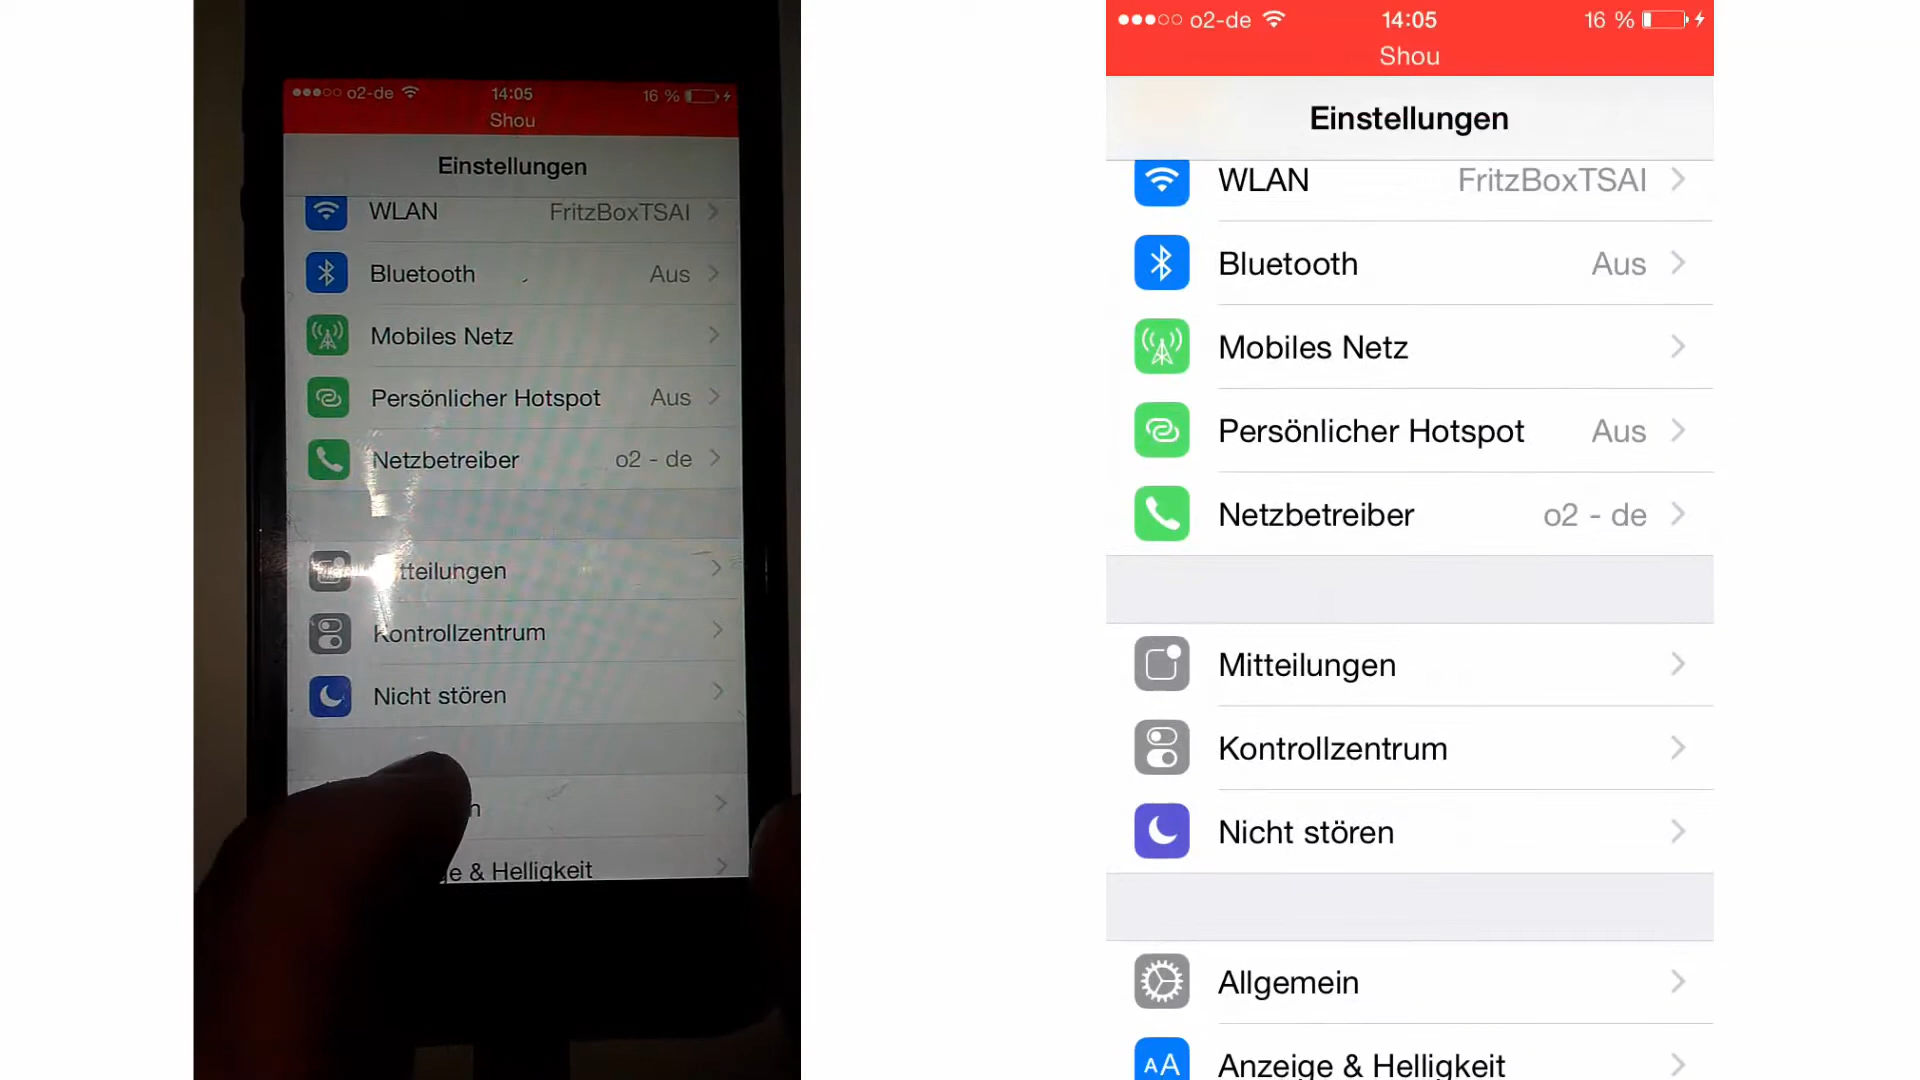 o2-de 14:05 16 %
Shou
Einstellungen
WLAN FritzBoxTSAI
Bluetooth Aus
Mobiles Netz
Persönlicher Hotspot Aus
Netzbetreiber o2 - de
tteilungen
Kontrollzentrum
Nicht stören
n
ge & Helligkeit
o2-de 14:05 16 %
Shou
Einstellungen
WLAN FritzBoxTSAI
Bluetooth Aus
Mobiles Netz
Persönlicher Hotspot Aus
Netzbetreiber o2 - de
Mitteilungen
Kontrollzentrum
Nicht stören
Allgemein
AA Anzeige & Helligkeit